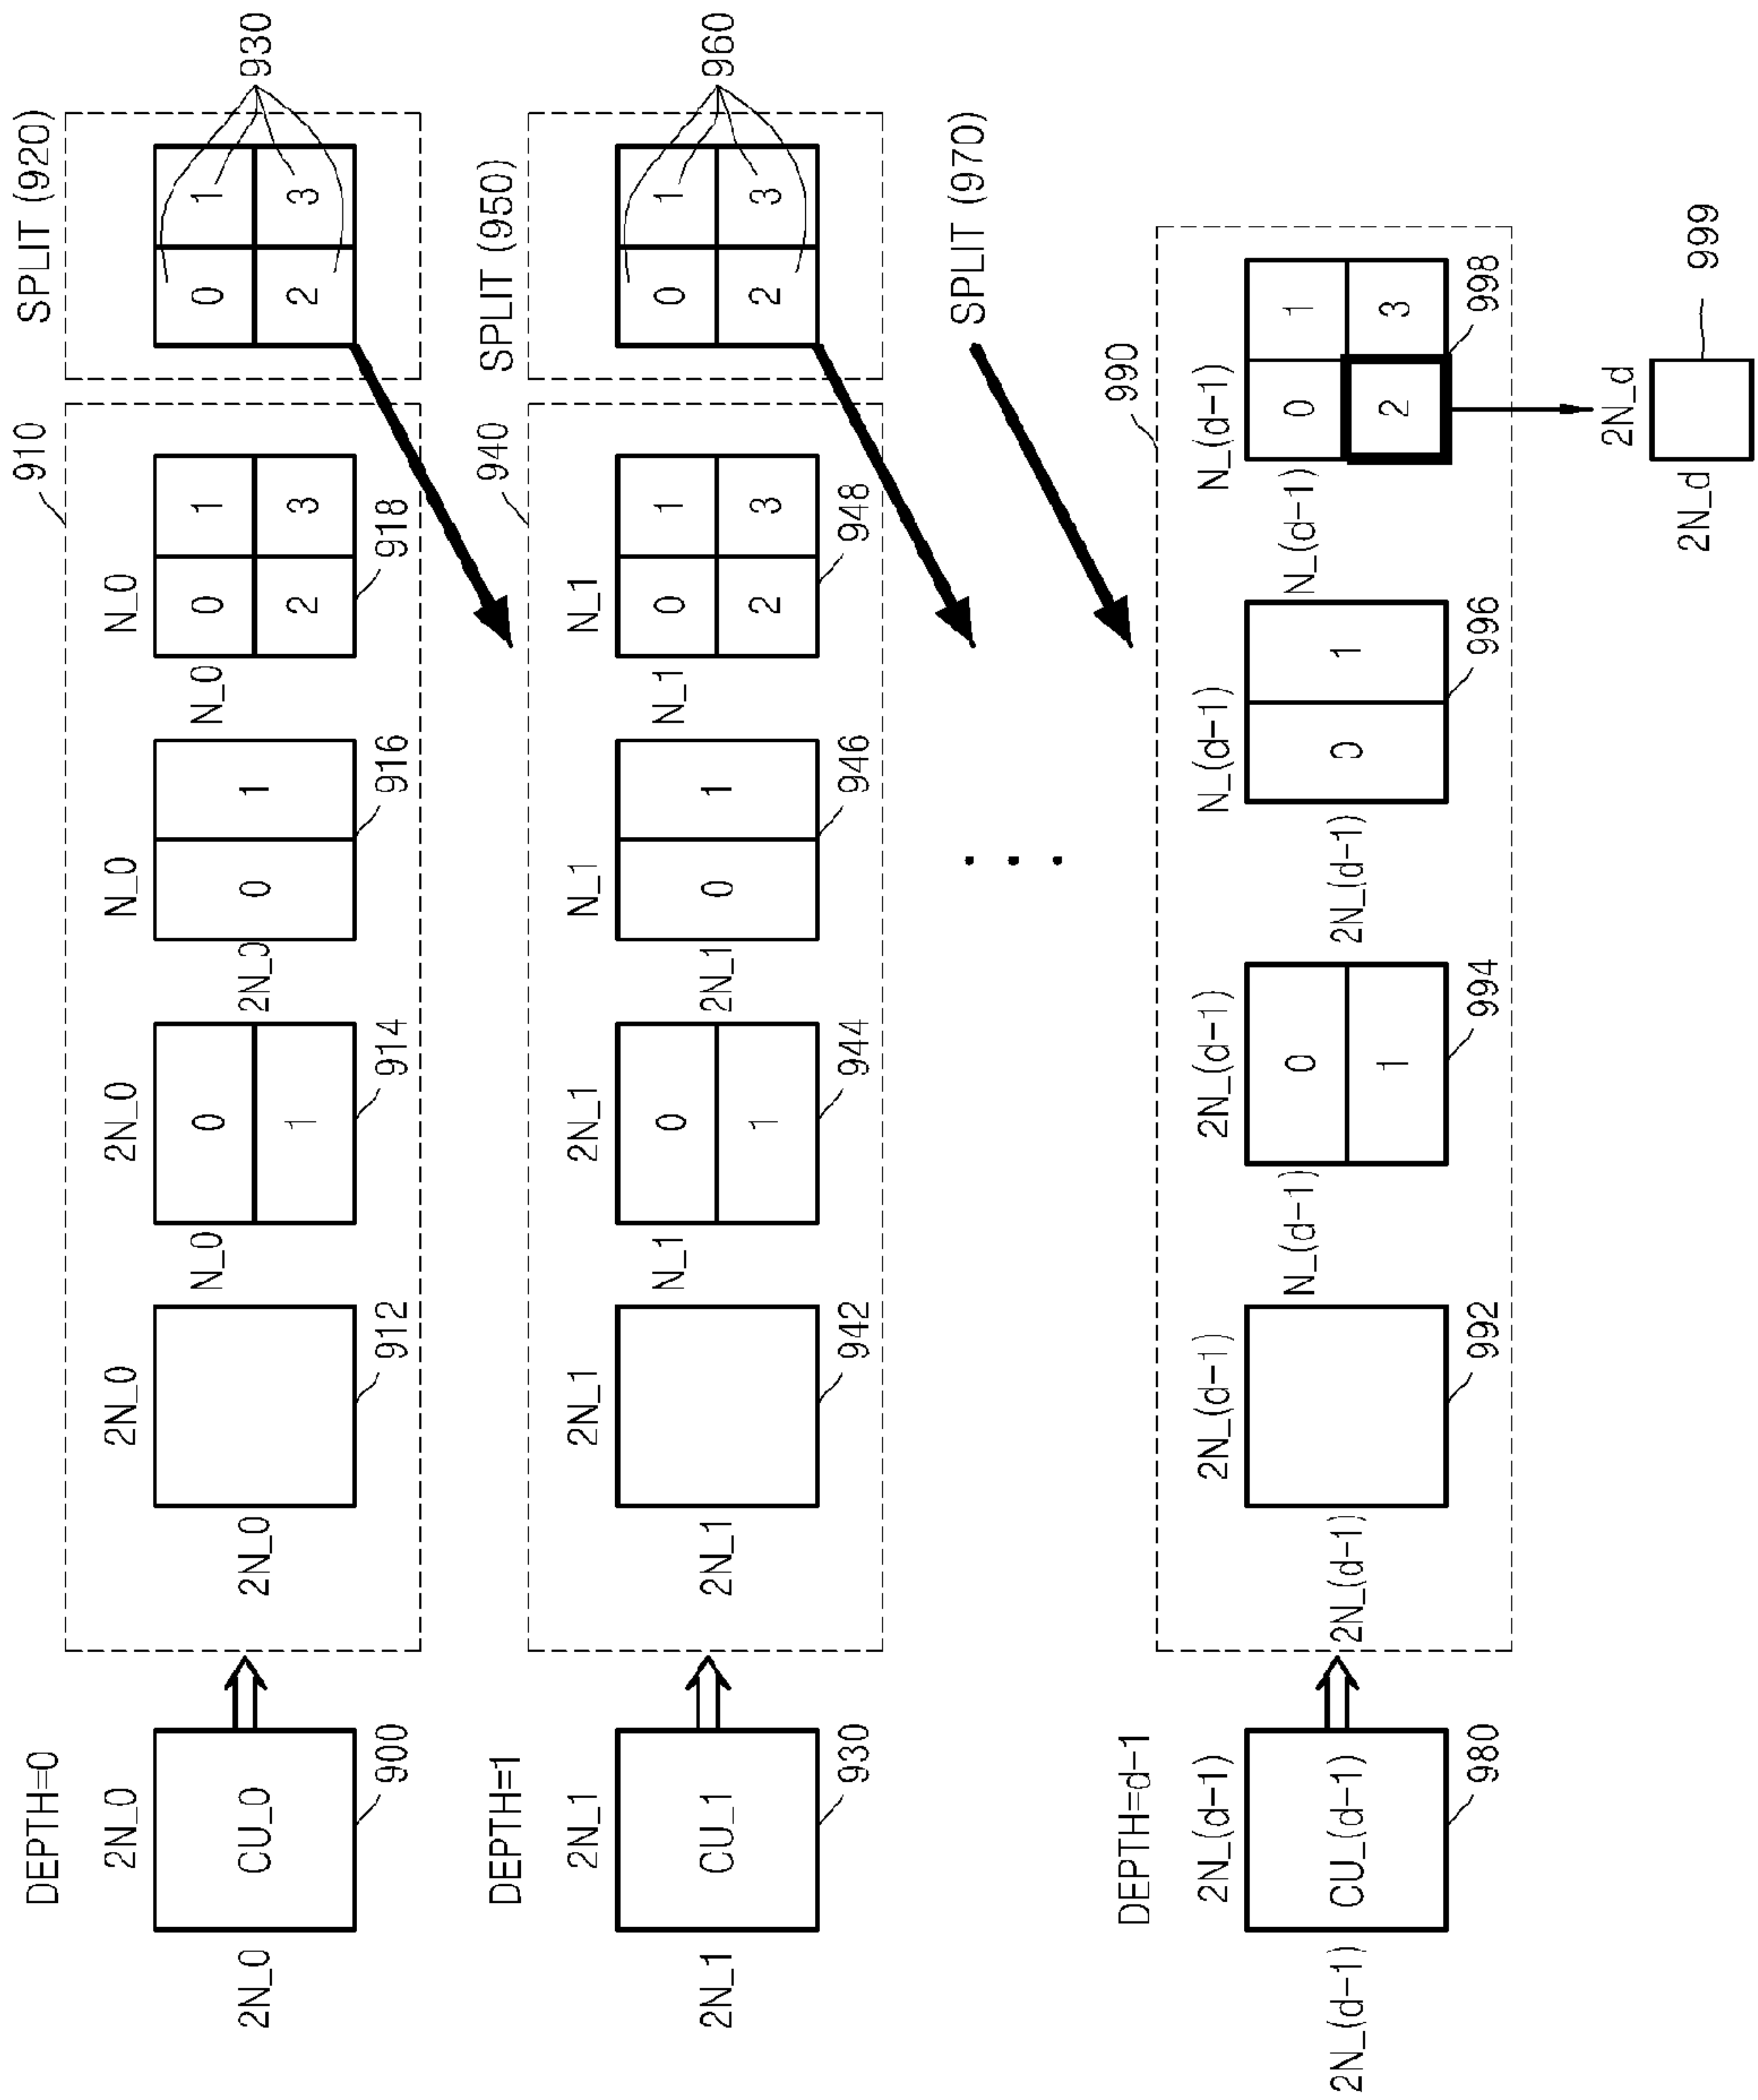 DEPTH=0
2N_0
2N_0
CU_0
900
910
2N_0
2N_0
912
2N_0
N_0
0
1
914
N_0
2N_0
0
1
916
N_0
N_0
0
1
2
3
918
SPLIT (920)
0
1
2
3
930
DEPTH=1
2N_1
2N_1
CU_1
930
940
2N_1
2N_1
942
2N_1
N_1
0
1
944
N_1
2N_1
0
1
946
N_1
N_1
0
1
2
3
948
SPLIT (950)
0
1
2
3
960
SPLIT (970)
. . .
DEPTH=d-1
2N_(d-1)
2N_(d-1)
CU_(d-1)
980
990
2N_(d-1)
2N_(d-1)
992
2N_(d-1)
N_(d-1)
0
1
994
N_(d-1)
2N_(d-1)
0
1
996
N_(d-1)
N_(d-1)
0
1
2
3
998
2N_d
2N_d
999